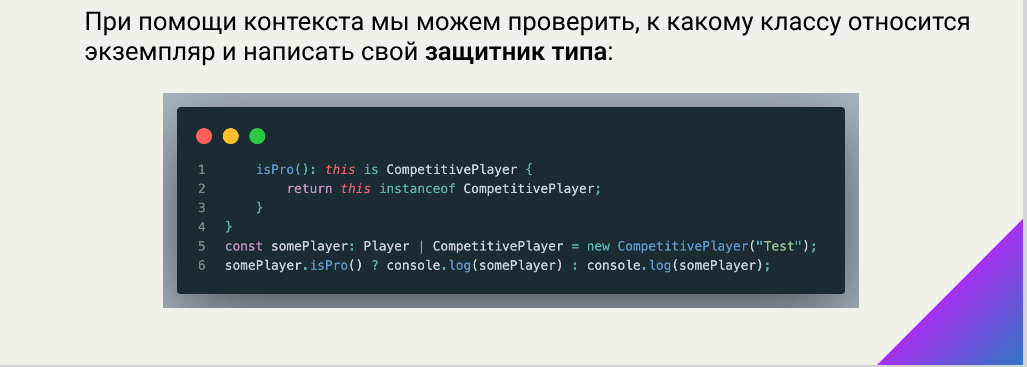 При помощи контекста мы можем проверить, к какому классу относится
экземпляр и написать свой защитник типа:
1 isPro(): this is CompetitivePlayer {
2 return this instanceof CompetitivePlayer;
3 }
4 }
5 const somePlayer: Player | CompetitivePlayer = new CompetitivePlayer("Test");
6 somePlayer.isPro() ? console.log(somePlayer) : console.log(somePlayer);